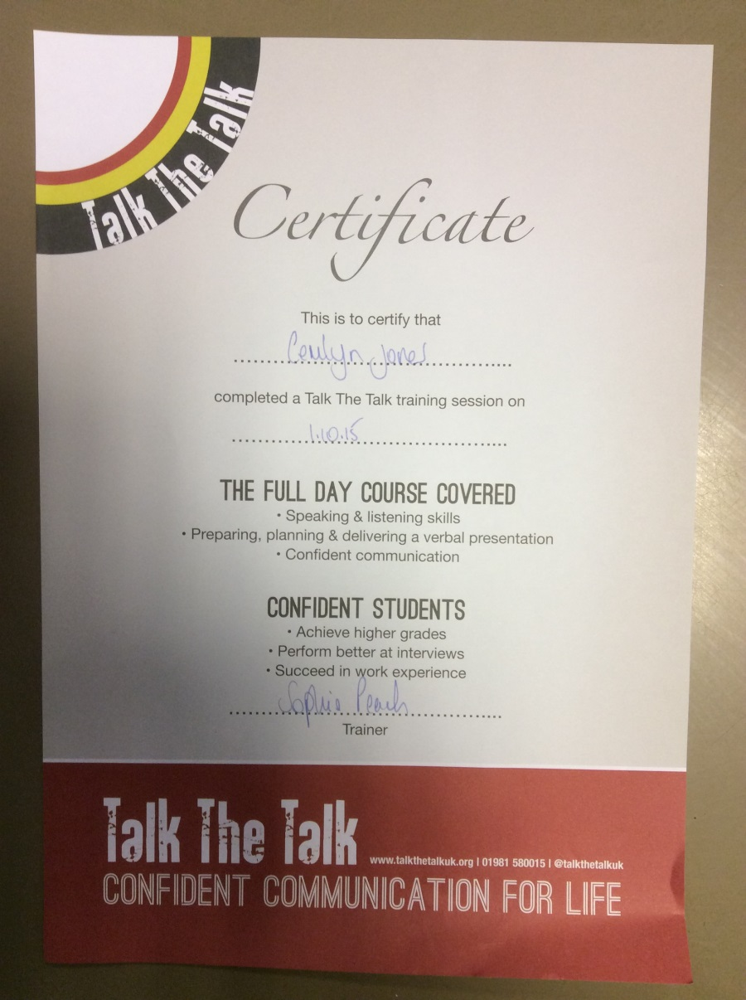 Talk The Talk
Certificate
This is to certify that
Jones
completed a Talk The Talk training session on
1.10.15
THE FULL DAY COURSE COVERED
• Speaking & listening skills
• Preparing, planning & delivering a verbal presentation
• Confident communication
CONFIDENT STUDENTS
• Achieve higher grades
• Perform better at interviews
• Succeed in work experience
Sophie Peach
Trainer
Talk The Talk
www.talkthetalkuk.org | 01981 580015 | @talkthetalkuk
CONFIDENT COMMUNICATION FOR LIFE